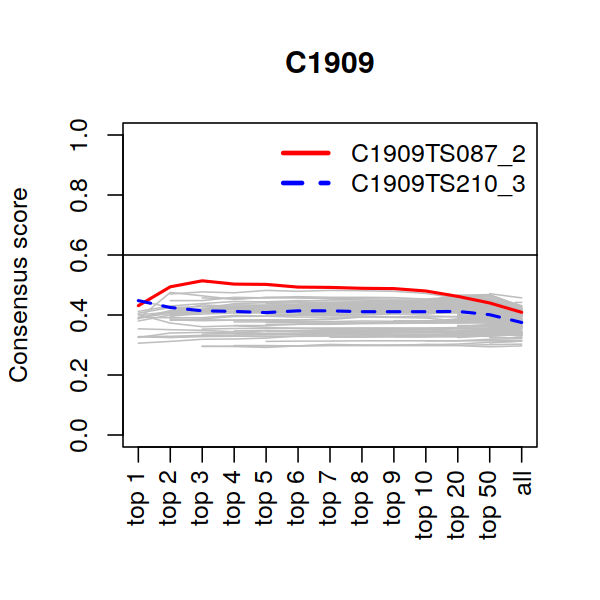 C1909
C1909TS087_2
C1909TS210_3
Consensus score
1.0
0.8
0.6
0.4
0.2
0.0
top 1
top 2
top 3
top 4
top 5
top 6
top 7
top 8
top 9
top 10
top 20
top 50
all